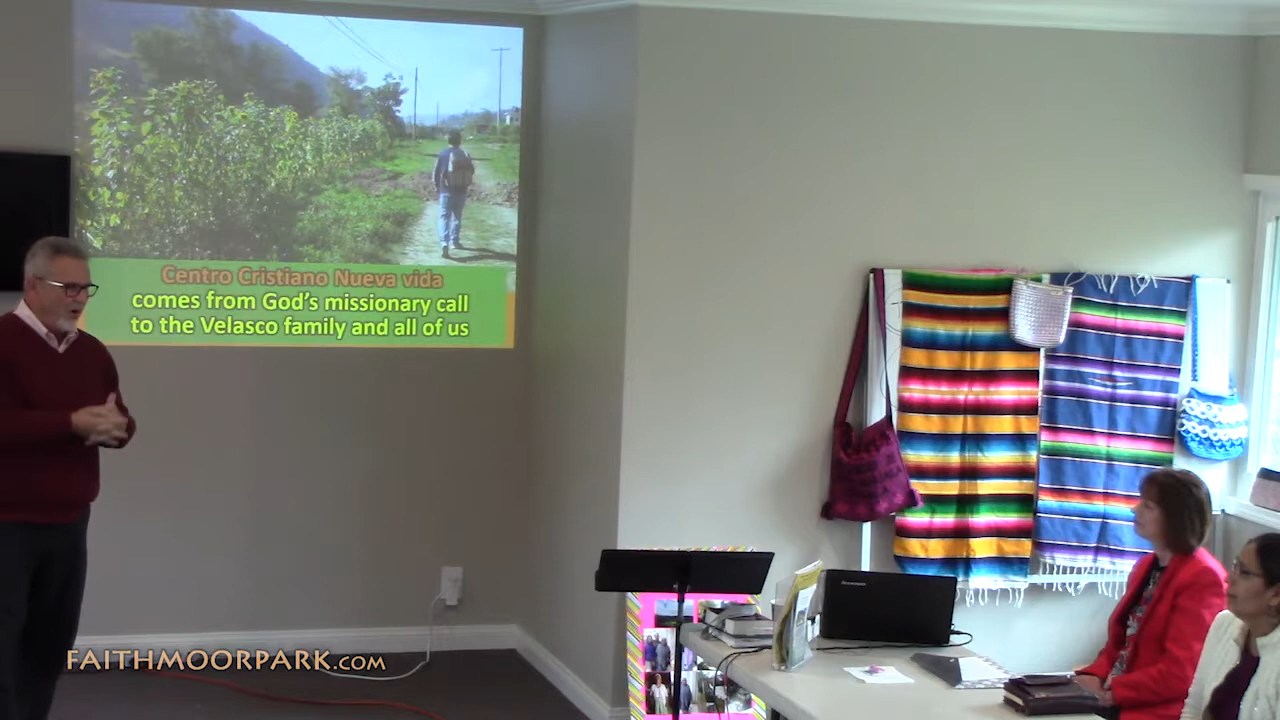 Centro Cristiano Nueva vida
comes from God's missionary call
to the Velasco family and all of us
FAITHMOORPARK.COM
lenovo